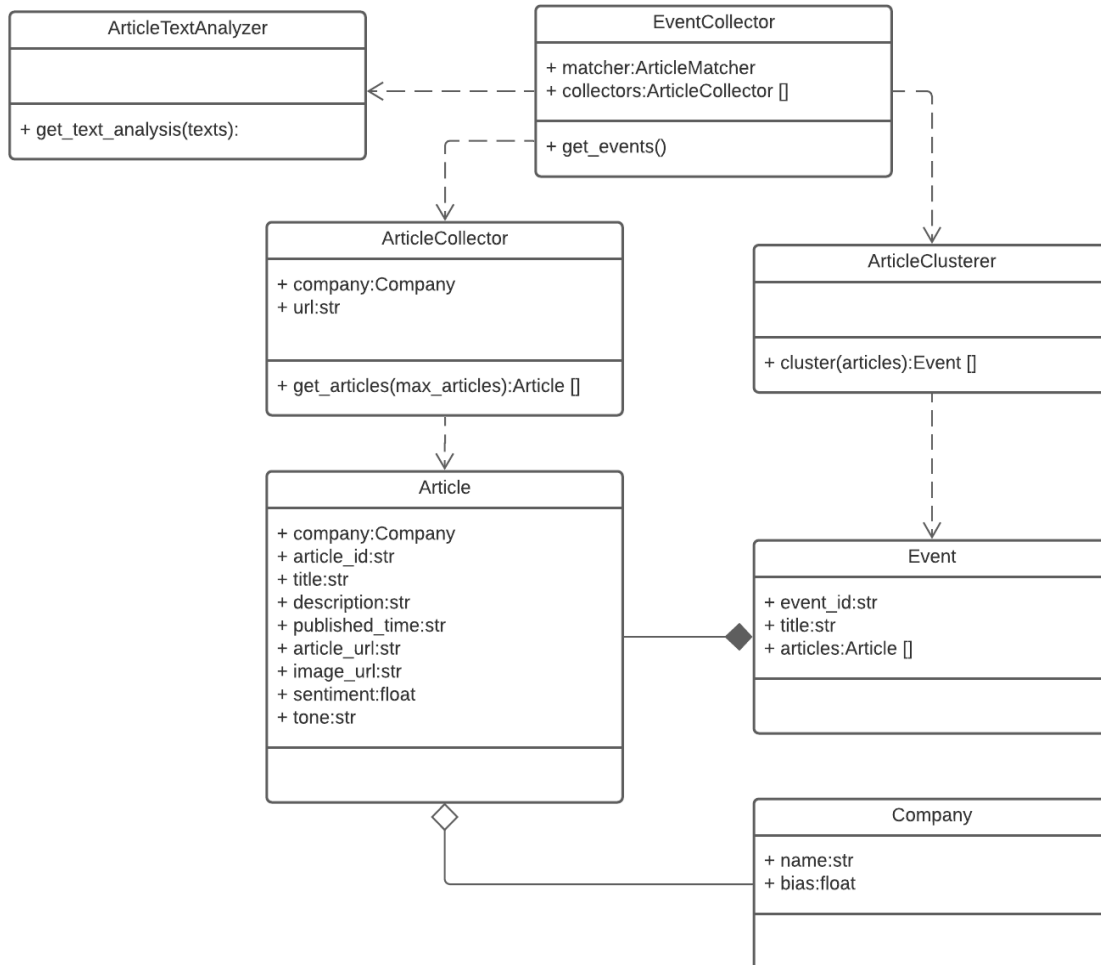 ArticleTextAnalyzer
+ get_text_analysis(texts):
EventCollector
+ matcher:ArticleMatcher
+ collectors:ArticleCollector []
+ get_events()
ArticleCollector
+ company:Company
+ url:str
+ get_articles(max_articles):Article []
ArticleClusterer
+ cluster(articles):Event []
Article
+ company:Company
+ article_id:str
+ title:str
+ description:str
+ published_time:str
+ article_url:str
+ image_url:str
+ sentiment:float
+ tone:str
Event
+ event_id:str
+ title:str
+ articles:Article []
Company
+ name:str
+ bias:float